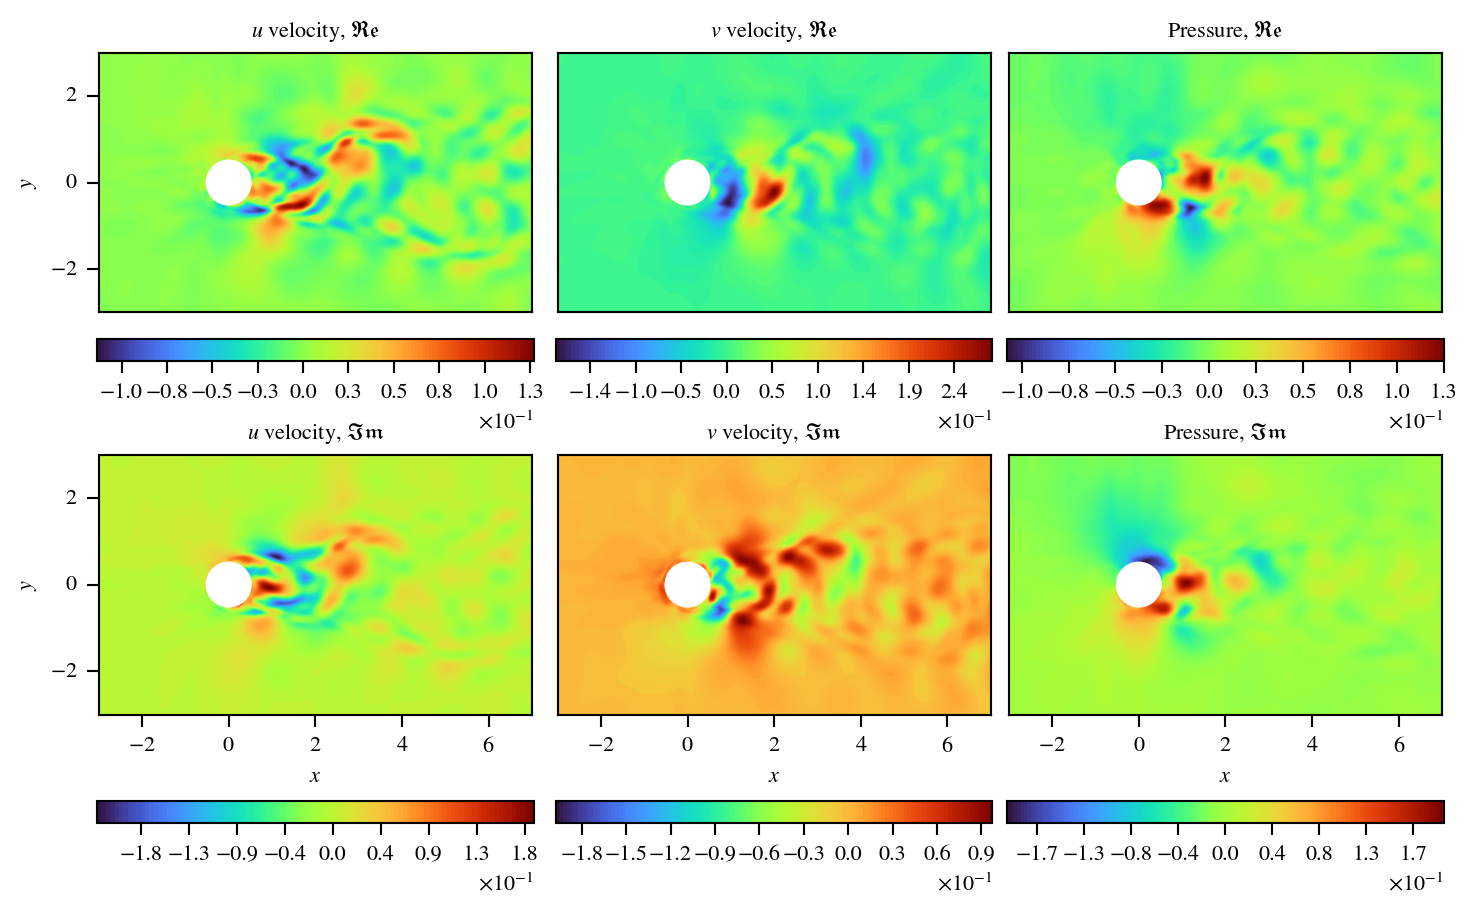 u velocity, ℜ𝔢
v velocity, ℜ𝔢
Pressure, ℜ𝔢
2
0
−2
y
−1.0 −0.8 −0.5 −0.3 0.0 0.3 0.5 0.8 1.0 1.3
×10⁻¹
−1.4 −1.0 −0.5 0.0 0.5 1.0 1.4 1.9 2.4
×10⁻¹
−1.0 −0.8 −0.5 −0.3 0.0 0.3 0.5 0.8 1.0 1.3
×10⁻¹
u velocity, ℑ𝔪
v velocity, ℑ𝔪
Pressure, ℑ𝔪
2
0
−2
y
−2 0 2 4 6
x
−2 0 2 4 6
x
−2 0 2 4 6
x
−1.8 −1.3 −0.9 −0.4 0.0 0.4 0.9 1.3 1.8
×10⁻¹
−1.8 −1.5 −1.2 −0.9 −0.6 −0.3 0.0 0.3 0.6 0.9
×10⁻¹
−1.7 −1.3 −0.8 −0.4 0.0 0.4 0.8 1.3 1.7
×10⁻¹